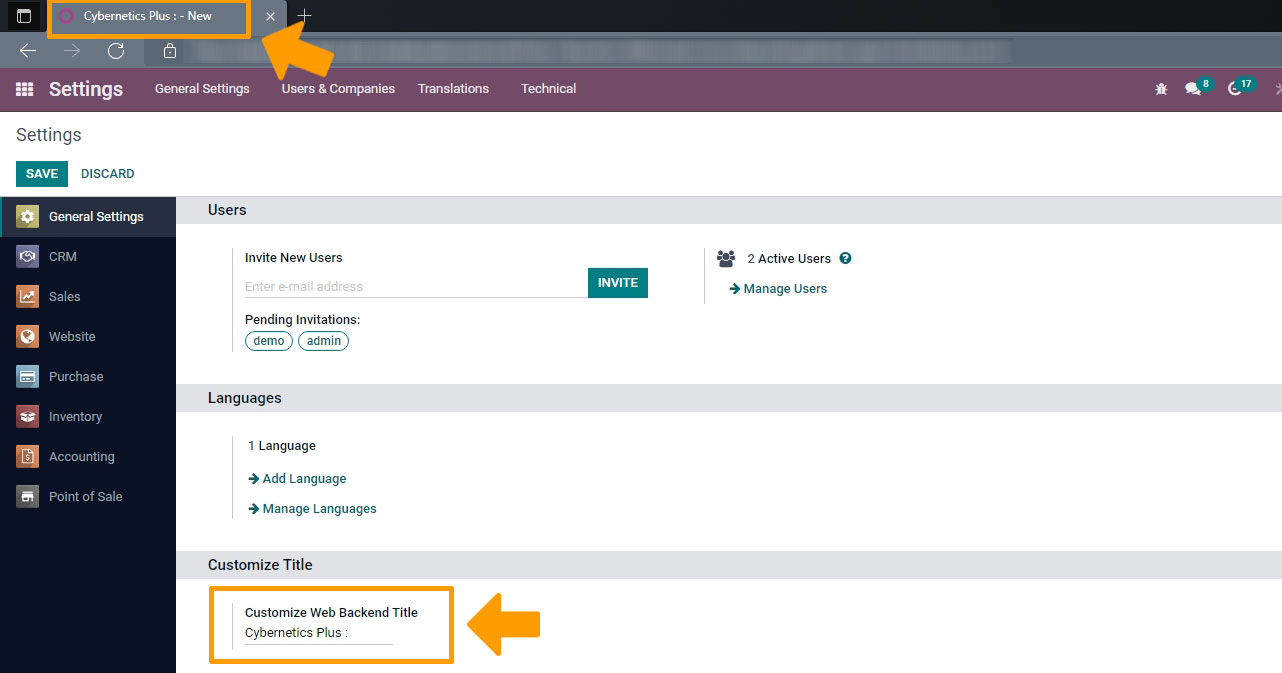 Cybernetics Plus : - New
Settings General Settings Users & Companies Translations Technical 8 17
Settings
SAVE DISCARD
General Settings
CRM
Sales
Website
Purchase
Inventory
Accounting
Point of Sale
Users
Invite New Users
Enter e-mail address INVITE
Pending Invitations:
demo admin
2 Active Users ?
Manage Users
Languages
1 Language
Add Language
Manage Languages
Customize Title
Customize Web Backend Title
Cybernetics Plus :